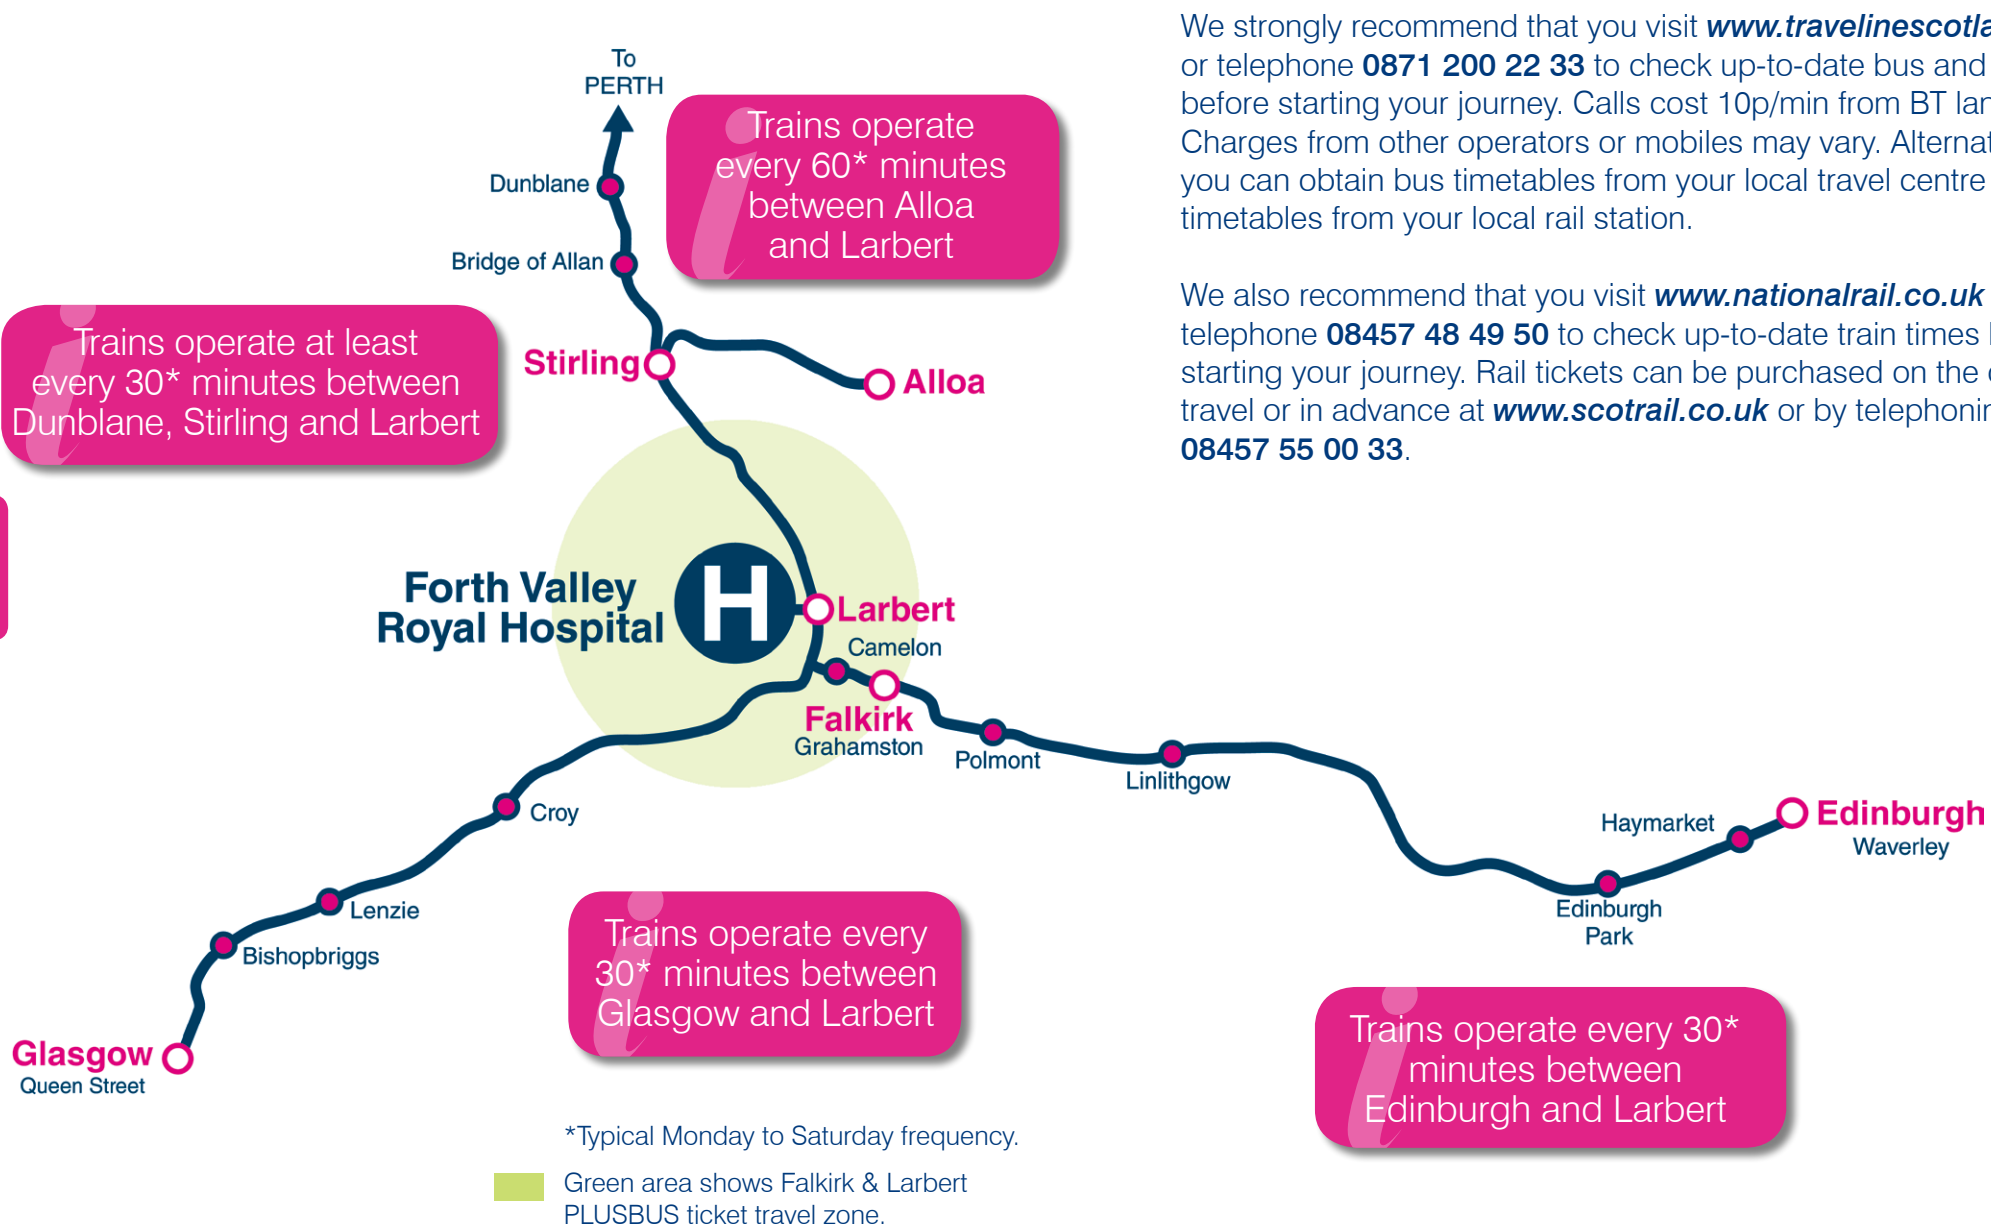 We strongly recommend that you visit www.travelinescotla
or telephone 0871 200 22 33 to check up-to-date bus and
before starting your journey. Calls cost 10p/min from BT lan
Charges from other operators or mobiles may vary. Alternat
you can obtain bus timetables from your local travel centre
timetables from your local rail station.
We also recommend that you visit www.nationalrail.co.uk
telephone 08457 48 49 50 to check up-to-date train times
starting your journey. Rail tickets can be purchased on the
travel or in advance at www.scotrail.co.uk or by telephonin
08457 55 00 33.
To
PERTH
Trains operate
every 60* minutes
between Alloa
and Larbert
Dunblane
Bridge of Allan
Trains operate at least
every 30* minutes between
Dunblane, Stirling and Larbert
Stirling
Alloa
Forth Valley
Royal Hospital
H
Larbert
Camelon
Falkirk
Grahamston
Polmont
Linlithgow
Croy
Haymarket
Edinburgh
Waverley
Edinburgh
Park
Lenzie
Bishopbriggs
Glasgow
Queen Street
Trains operate every
30* minutes between
Glasgow and Larbert
Trains operate every 30*
minutes between
Edinburgh and Larbert
*Typical Monday to Saturday frequency.
Green area shows Falkirk & Larbert
PLUSBUS ticket travel zone.